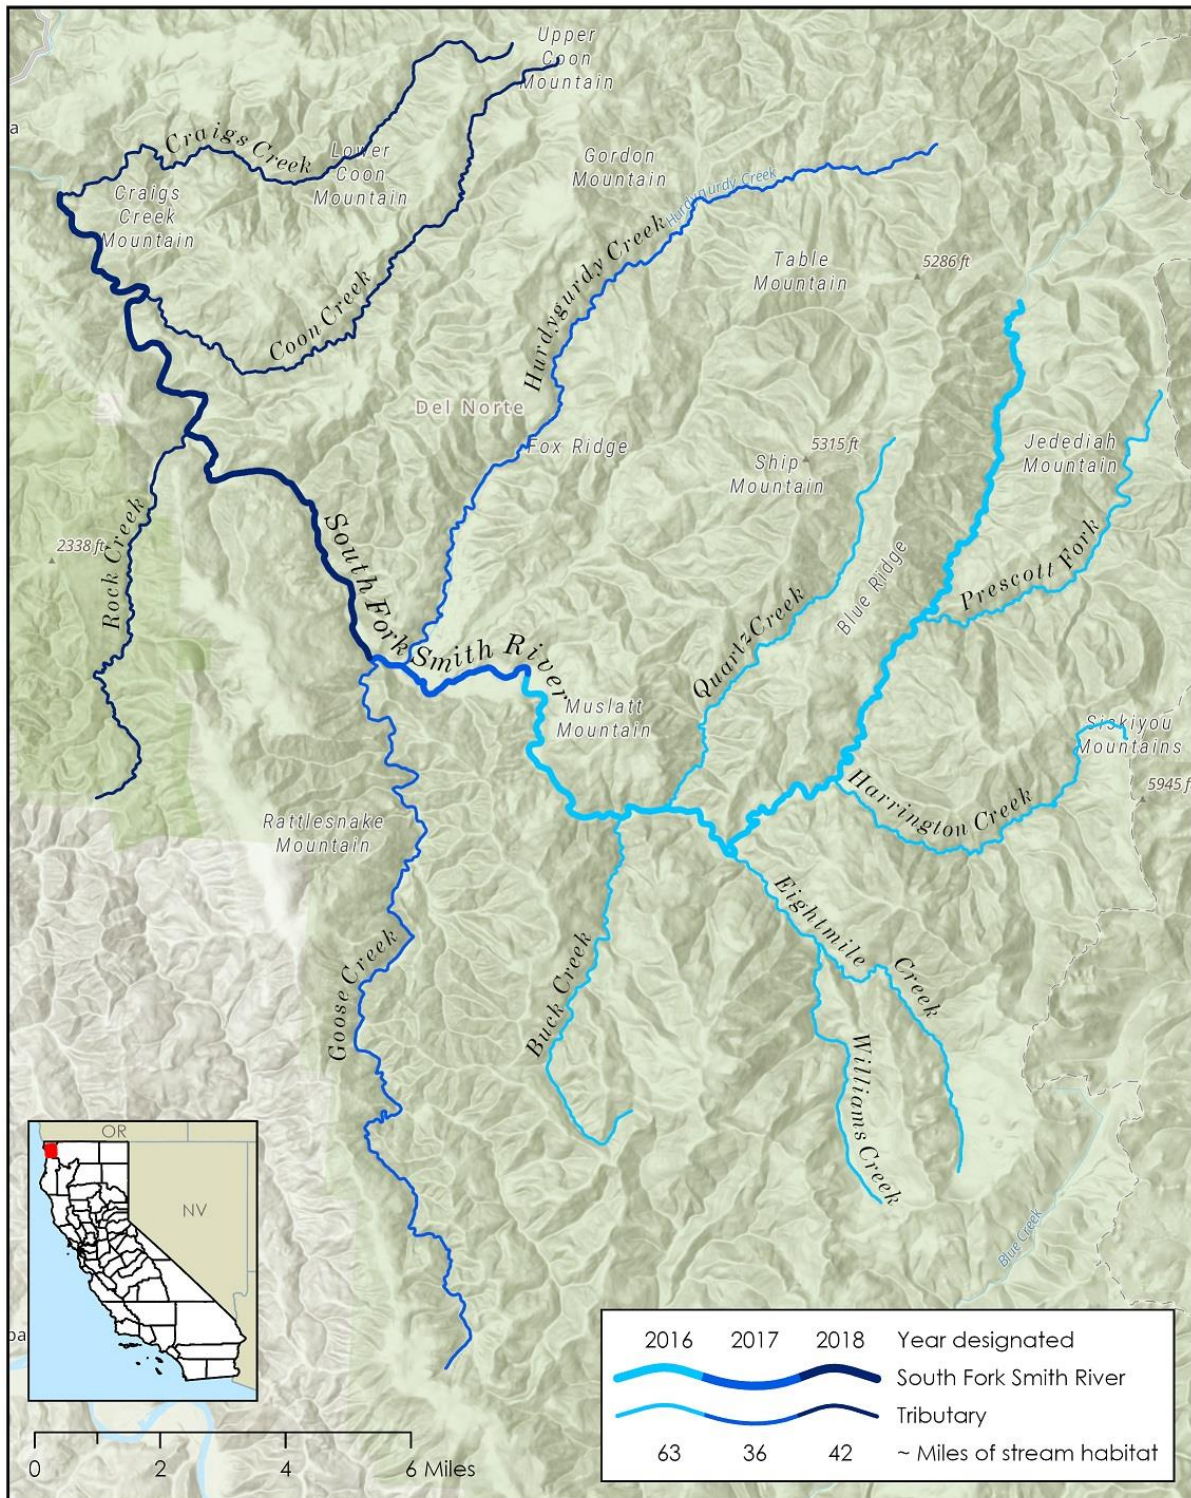 Upper
Coon
Mountain
a
Craigs Creek
Lower
Coon
Mountain
Gordon
Mountain
Hurdygurdy Creek
Craigs
Creek
Mountain
Hurdygurdy Creek
Table
Mountain
5286 ft
Coon Creek
Del Norte
Fox Ridge
5315 ft
Ship
Mountain
Jedediah
Mountain
Rock Creek
2338 ft
South Fork Smith River
Blue Ridge
Prescott Fork
Quartz Creek
Muslatt
Mountain
Siskiyou
Mountains
5945 f
Harrington Creek
Rattlesnake
Mountain
Eightmile Creek
Goose Creek
Buck Creek
Williams Creek
Blue Creek
OR
NV
ba
0 2 4 6 Miles
2016 2017 2018 Year designated
South Fork Smith River
Tributary
63 36 42 ~ Miles of stream habitat